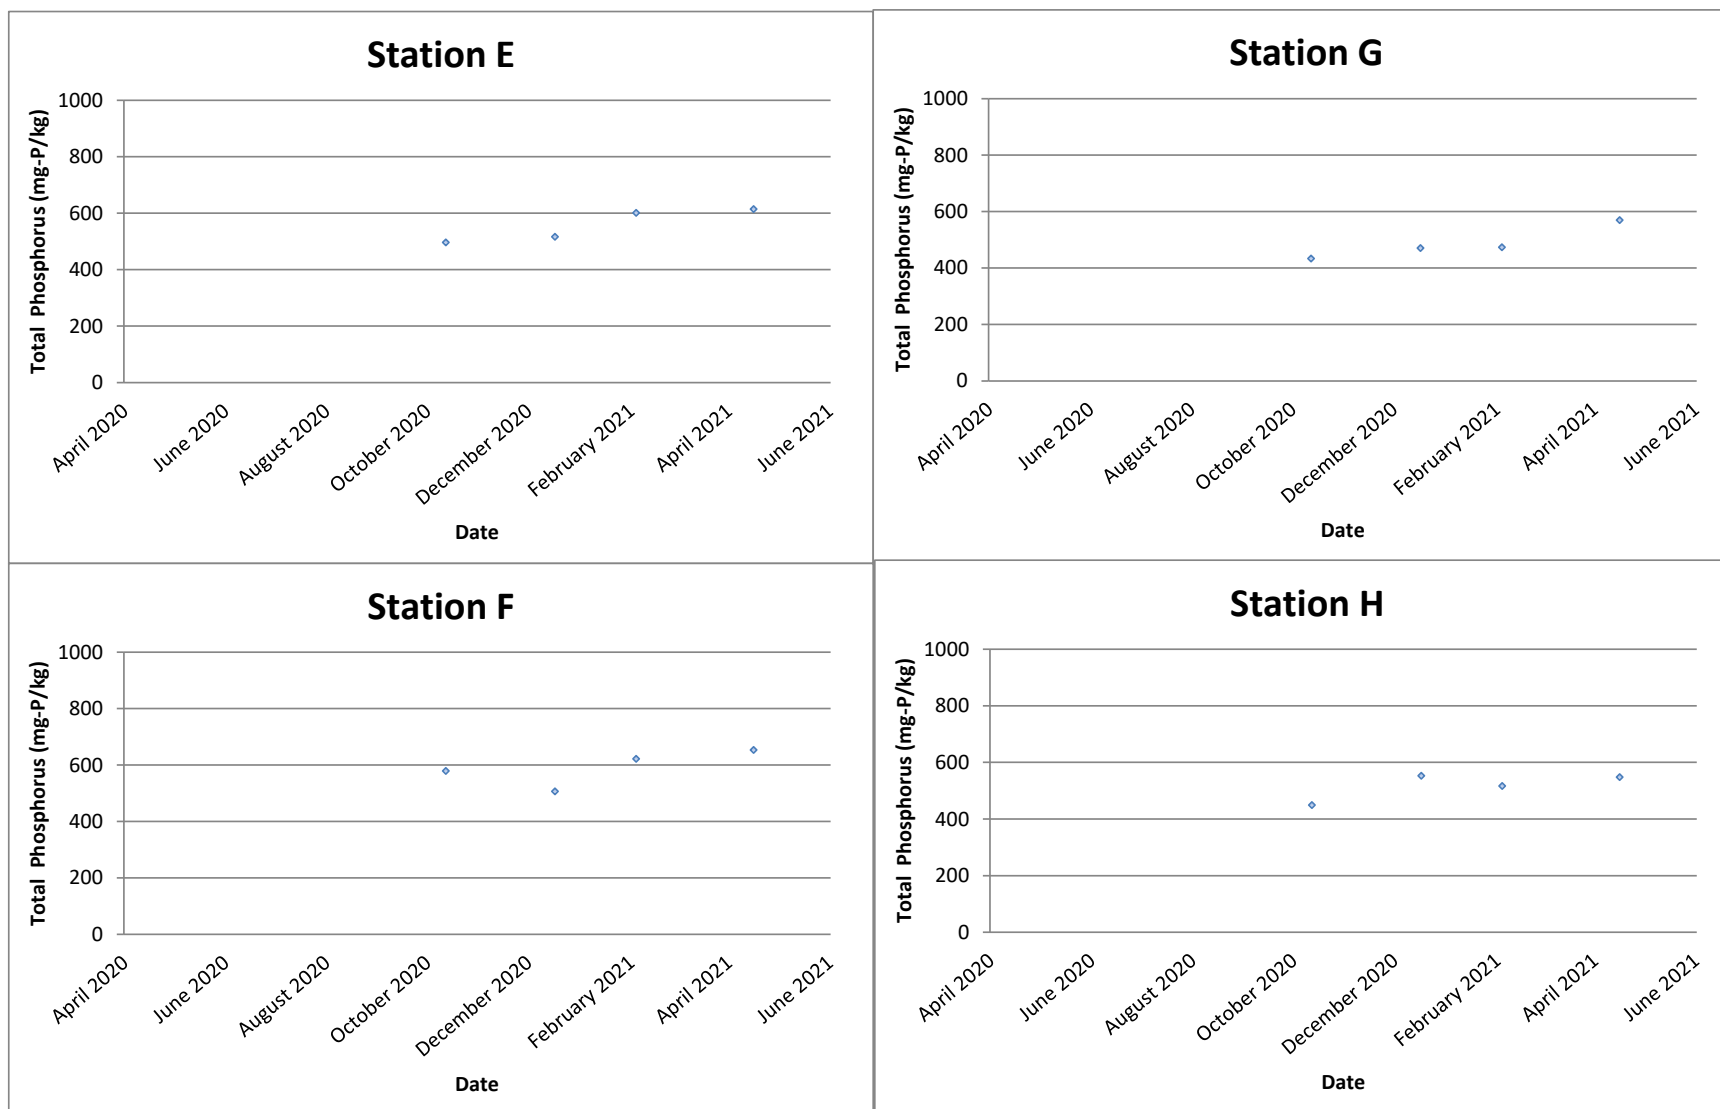 Station E
Total Phosphorus (mg-P/kg)
1000
800
600
400
200
0
April 2020
June 2020
August 2020
October 2020
December 2020
February 2021
April 2021
June 2021
Date
Station G
Total Phosphorus (mg-P/kg)
1000
800
600
400
200
0
April 2020
June 2020
August 2020
October 2020
December 2020
February 2021
April 2021
June 2021
Date
Station F
Total Phosphorus (mg-P/kg)
1000
800
600
400
200
0
April 2020
June 2020
August 2020
October 2020
December 2020
February 2021
April 2021
June 2021
Date
Station H
Total Phosphorus (mg-P/kg)
1000
800
600
400
200
0
April 2020
June 2020
August 2020
October 2020
December 2020
February 2021
April 2021
June 2021
Date